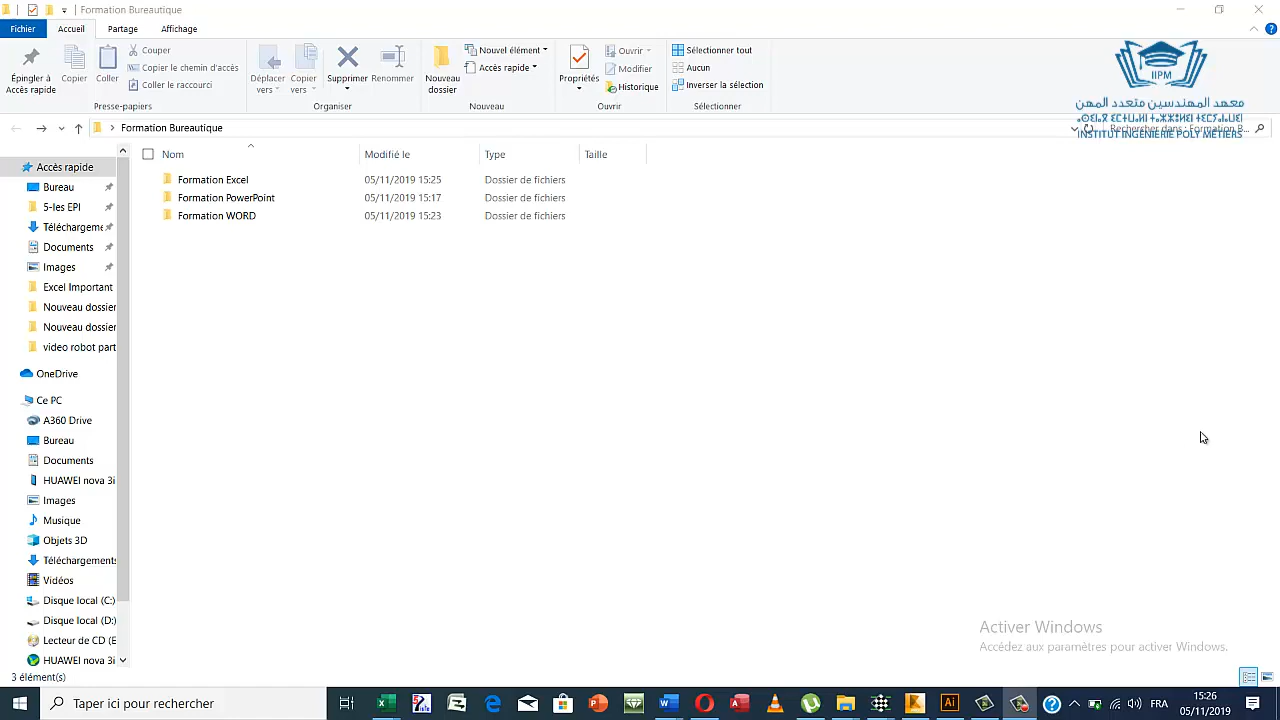 Formation Bureautique
Fichier Accueil Partage Affichage
Épingler à Accès rapide
Copier
Coller
Couper
Copier le chemin d'accès
Coller le raccourci
Presse-papiers
Déplacer vers
Copier vers
Supprimer
Renommer
Organiser
Nouveau dossier
Nouvel élément
Accès rapide
Nouveau
Propriétés
Ouvrir
Modifier
Historique
Ouvrir
Sélectionner tout
Aucun
Inverser la sélection
Sélectionner
IIPM
معهد المهندسين متعدد المهن
INSTITUT INGENIERIE POLY METIERS
Formation Bureautique
Rechercher dans : Formation B...
Nom Modifié le Type Taille
Formation Excel 05/11/2019 15:25 Dossier de fichiers
Formation PowerPoint 05/11/2019 15:17 Dossier de fichiers
Formation WORD 05/11/2019 15:23 Dossier de fichiers
Accès rapide
Bureau
5-les EPI
Téléchargeme
Documents
Images
Excel Important
Nouveau dossier
Nouveau dossier
video robot part
OneDrive
Ce PC
A360 Drive
Bureau
Documents
HUAWEI nova 3i
Images
Musique
Objets 3D
Téléchargements
Vidéos
Disque local (C:)
Disque local (D:)
Lecteur de CD (E
HUAWEI nova 3i
3 élément(s)
Activer Windows
Accédez aux paramètres pour activer Windows.
Taper ici pour rechercher
FRA
15:26
05/11/2019